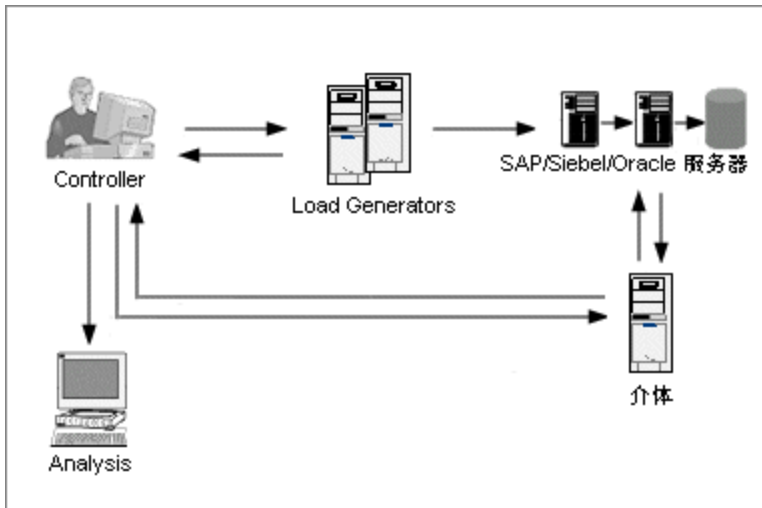 Controller
Load Generators
SAP/Siebel/Oracle 服务器
介体
Analysis